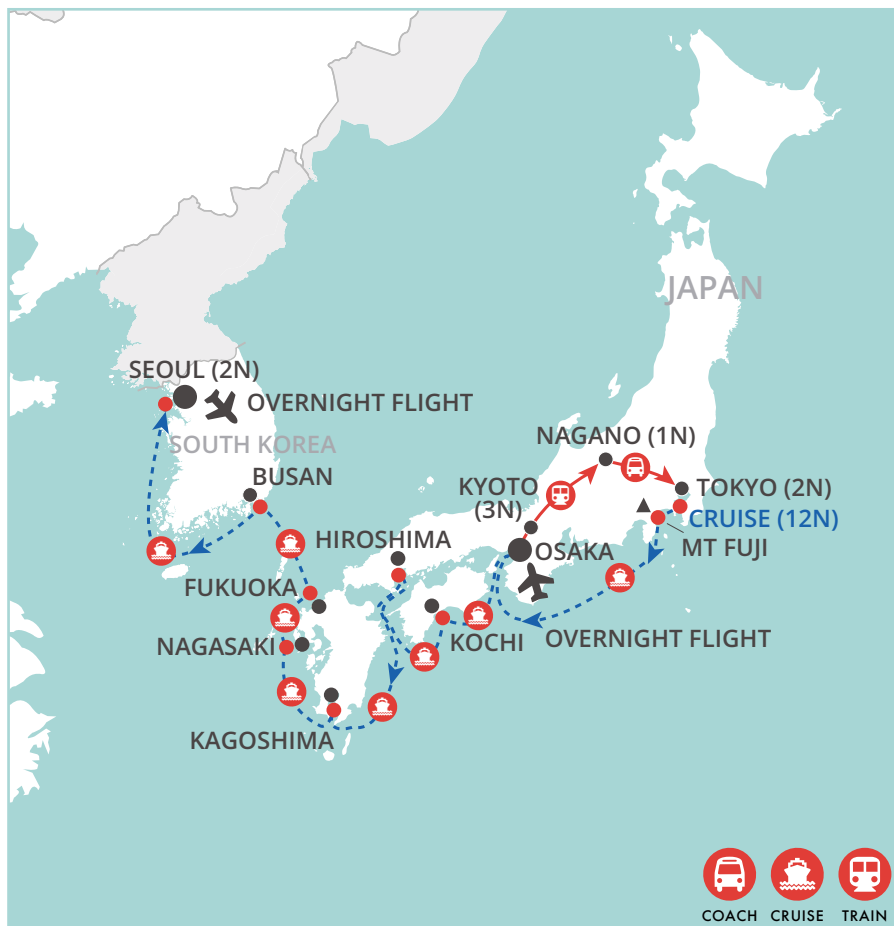 JAPAN
SEOUL (2N)
OVERNIGHT FLIGHT
SOUTH KOREA
BUSAN
NAGANO (1N)
KYOTO
(3N)
TOKYO (2N)
CRUISE (12N)
MT FUJI
HIROSHIMA
OSAKA
FUKUOKA
NAGASAKI
KOCHI
OVERNIGHT FLIGHT
KAGOSHIMA
COACH
CRUISE
TRAIN